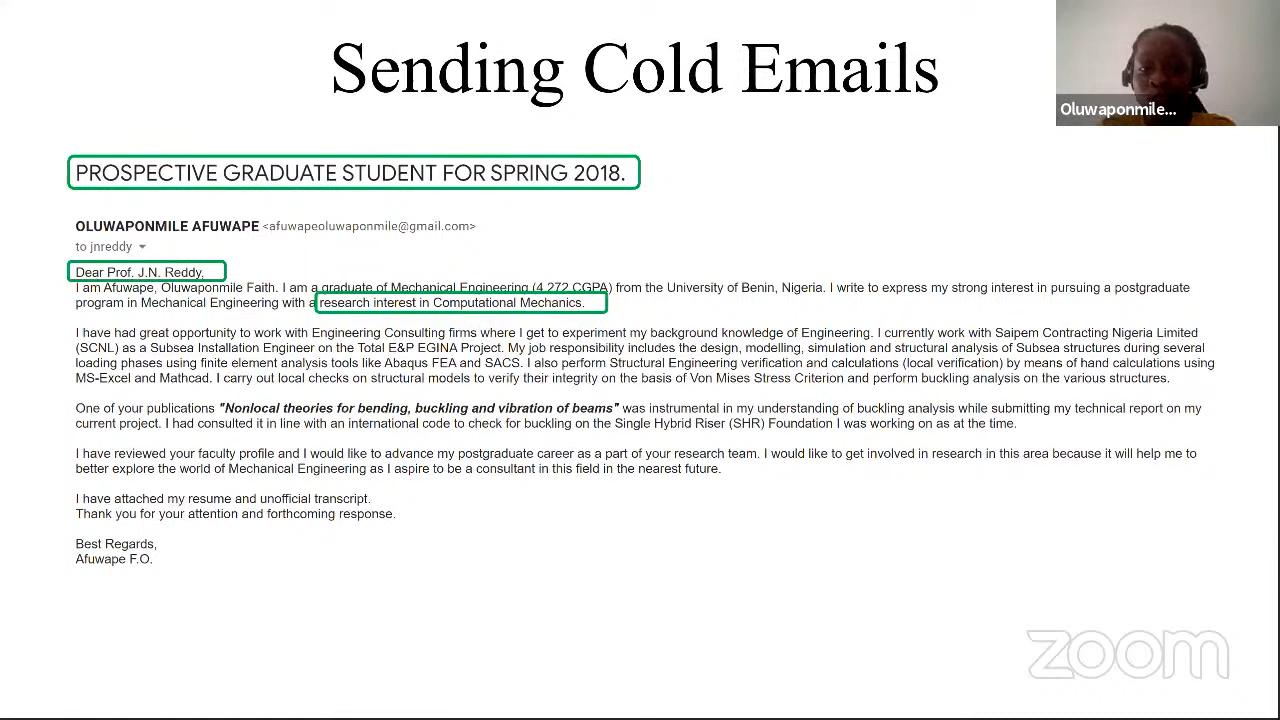 Sending Cold Emails
Oluwaponmile...
PROSPECTIVE GRADUATE STUDENT FOR SPRING 2018.
OLUWAPONMILE AFUWAPE <afuwapeoluwaponmile@gmail.com>
to jnreddy
Dear Prof. J.N. Reddy,
I am Afuwape, Oluwaponmile Faith. I am a graduate of Mechanical Engineering (4.272 CGPA) from the University of Benin, Nigeria. I write to express my strong interest in pursuing a postgraduate
program in Mechanical Engineering with a research interest in Computational Mechanics.
I have had great opportunity to work with Engineering Consulting firms where I get to experiment my background knowledge of Engineering. I currently work with Saipem Contracting Nigeria Limited
(SCNL) as a Subsea Installation Engineer on the Total E&P EGINA Project. My job responsibility includes the design, modelling, simulation and structural analysis of Subsea structures during several
loading phases using finite element analysis tools like Abaqus FEA and SACS. I also perform Structural Engineering verification and calculations (local verification) by means of hand calculations using
MS-Excel and Mathcad. I carry out local checks on structural models to verify their integrity on the basis of Von Mises Stress Criterion and perform buckling analysis on the various structures.
One of your publications "Nonlocal theories for bending, buckling and vibration of beams" was instrumental in my understanding of buckling analysis while submitting my technical report on my
current project. I had consulted it in line with an international code to check for buckling on the Single Hybrid Riser (SHR) Foundation I was working on as at the time.
I have reviewed your faculty profile and I would like to advance my postgraduate career as a part of your research team. I would like to get involved in research in this area because it will help me to
better explore the world of Mechanical Engineering as I aspire to be a consultant in this field in the nearest future.
I have attached my resume and unofficial transcript.
Thank you for your attention and forthcoming response.
Best Regards,
Afuwape F.O.
zoom